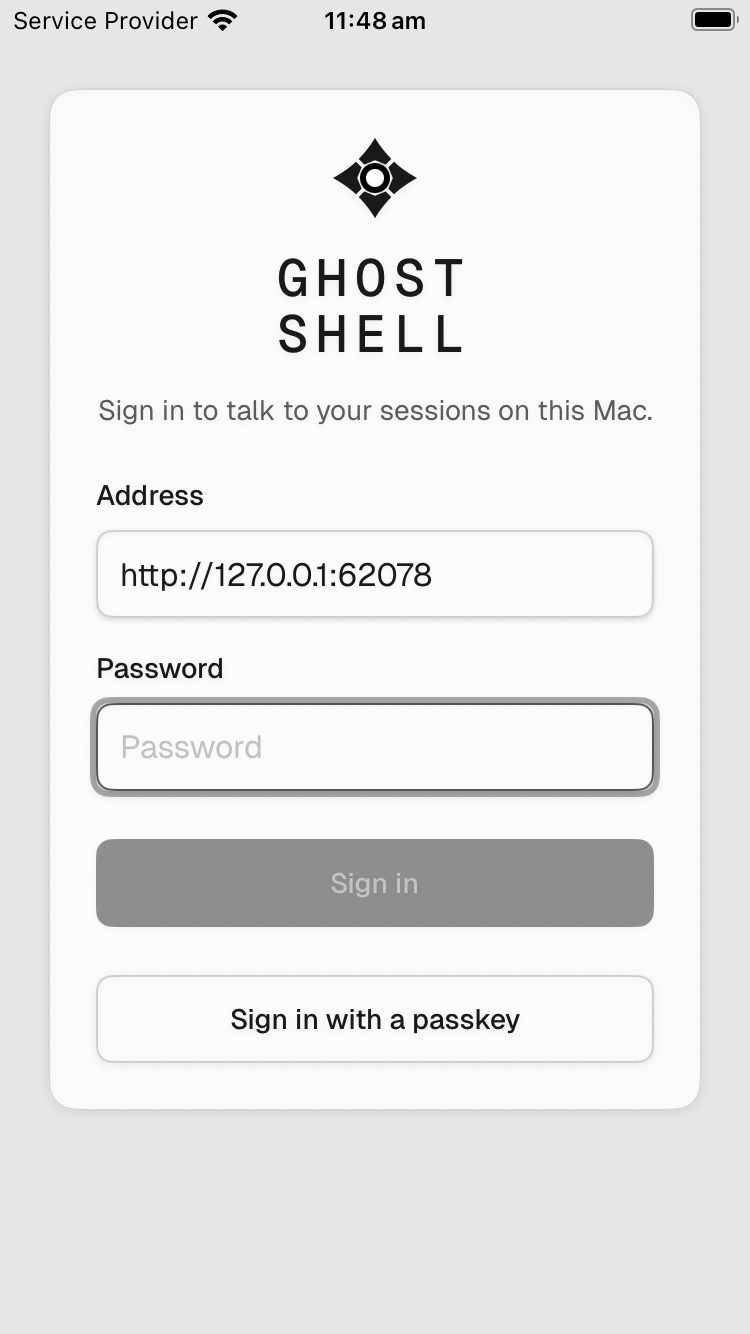 Service Provider 11:48 am
GHOST
SHELL
Sign in to talk to your sessions on this Mac.
Address
http://127.0.0.1:62078
Password
Password
Sign in
Sign in with a passkey